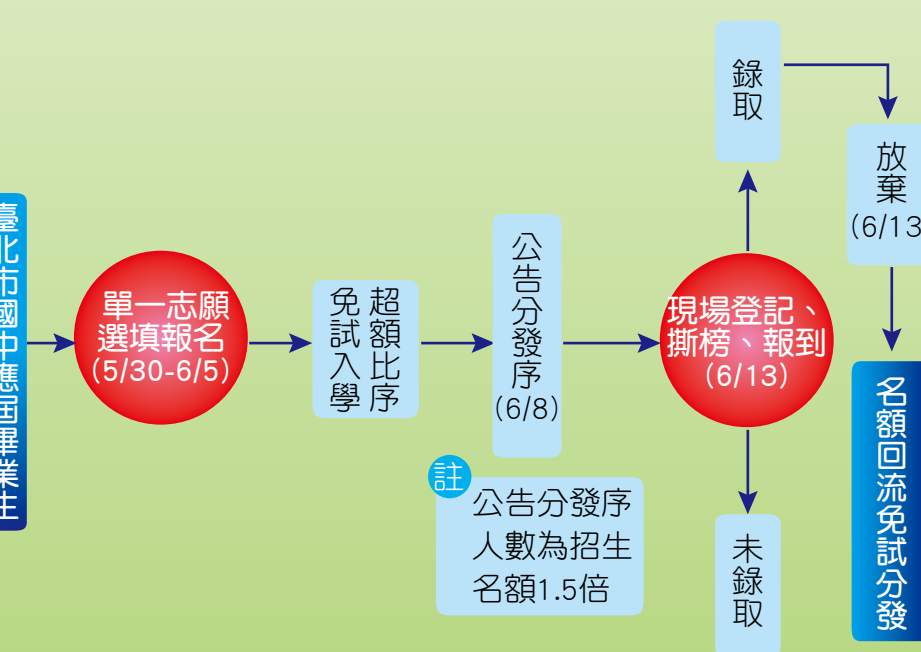 臺北市國中應屆畢業生
單一志願
選填報名
(5/30-6/5)
超額比序
免試入學
公告分發序
(6/8)
現場登記、
撕榜、報到
(6/13)
錄取
放棄
(6/13
名額回流免試分發
未錄取
註
公告分發序
人數為招生
名額1.5倍